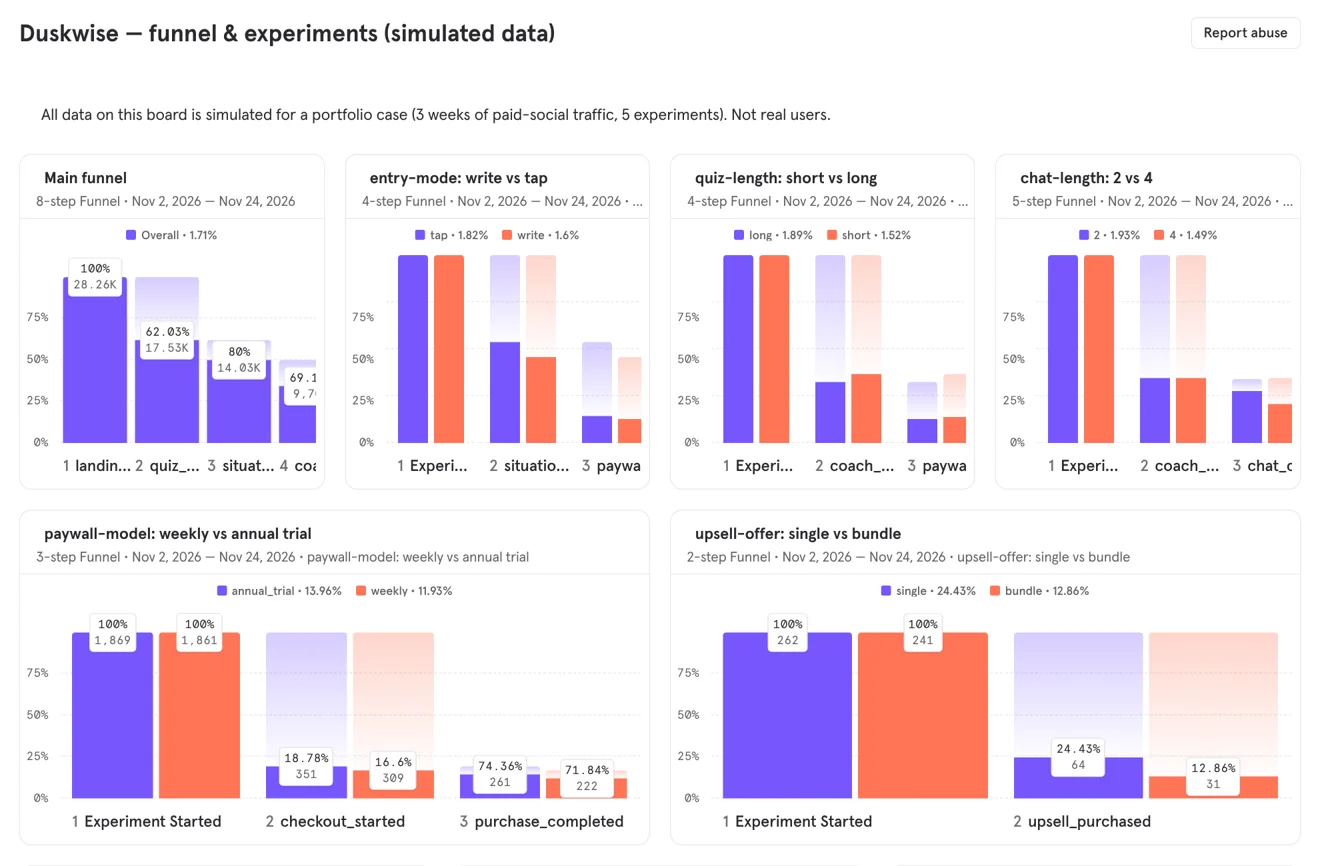 Duskwise — funnel & experiments (simulated data)
Report abuse
All data on this board is simulated for a portfolio case (3 weeks of paid-social traffic, 5 experiments). Not real users.
Main funnel
8-step Funnel • Nov 2, 2026 — Nov 24, 2026
Overall • 1.71%
100%
28.26K
62.03%
17.53K
80%
14.03K
69.1
9,7
75%
50%
25%
0%
1 landin... 2 quiz_... 3 situat... 4 coa
entry-mode: write vs tap
4-step Funnel • Nov 2, 2026 — Nov 24, 2026 • ...
tap • 1.82% write • 1.6%
75%
50%
25%
0%
1 Experi... 2 situatio... 3 paywa
quiz-length: short vs long
4-step Funnel • Nov 2, 2026 — Nov 24, 2026 • ...
long • 1.89% short • 1.52%
75%
50%
25%
0%
1 Experi... 2 coach_... 3 paywa
chat-length: 2 vs 4
5-step Funnel • Nov 2, 2026 — Nov 24, 2026 • ...
2 • 1.93% 4 • 1.49%
75%
50%
25%
0%
1 Experi... 2 coach_... 3 chat_c
paywall-model: weekly vs annual trial
3-step Funnel • Nov 2, 2026 — Nov 24, 2026 • paywall-model: weekly vs annual trial
annual_trial • 13.96% weekly • 11.93%
100%
1,869
100%
1,861
18.78%
351
16.6%
309
74.36%
261
71.84%
222
75%
50%
25%
0%
1 Experiment Started 2 checkout_started 3 purchase_completed
upsell-offer: single vs bundle
2-step Funnel • Nov 2, 2026 — Nov 24, 2026 • upsell-offer: single vs bundle
single • 24.43% bundle • 12.86%
100%
262
100%
241
24.43%
64
12.86%
31
75%
50%
25%
0%
1 Experiment Started 2 upsell_purchased